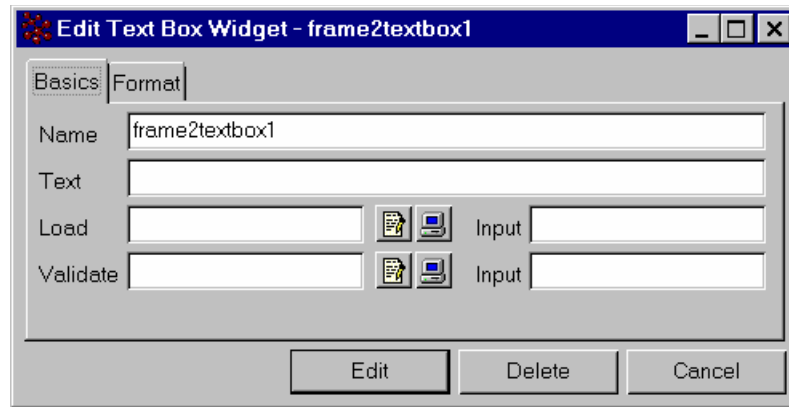 Edit Text Box Widget - frame2textbox1
Basics Format
Name frame2textbox1
Text
Load Input
Validate Input
Edit Delete Cancel